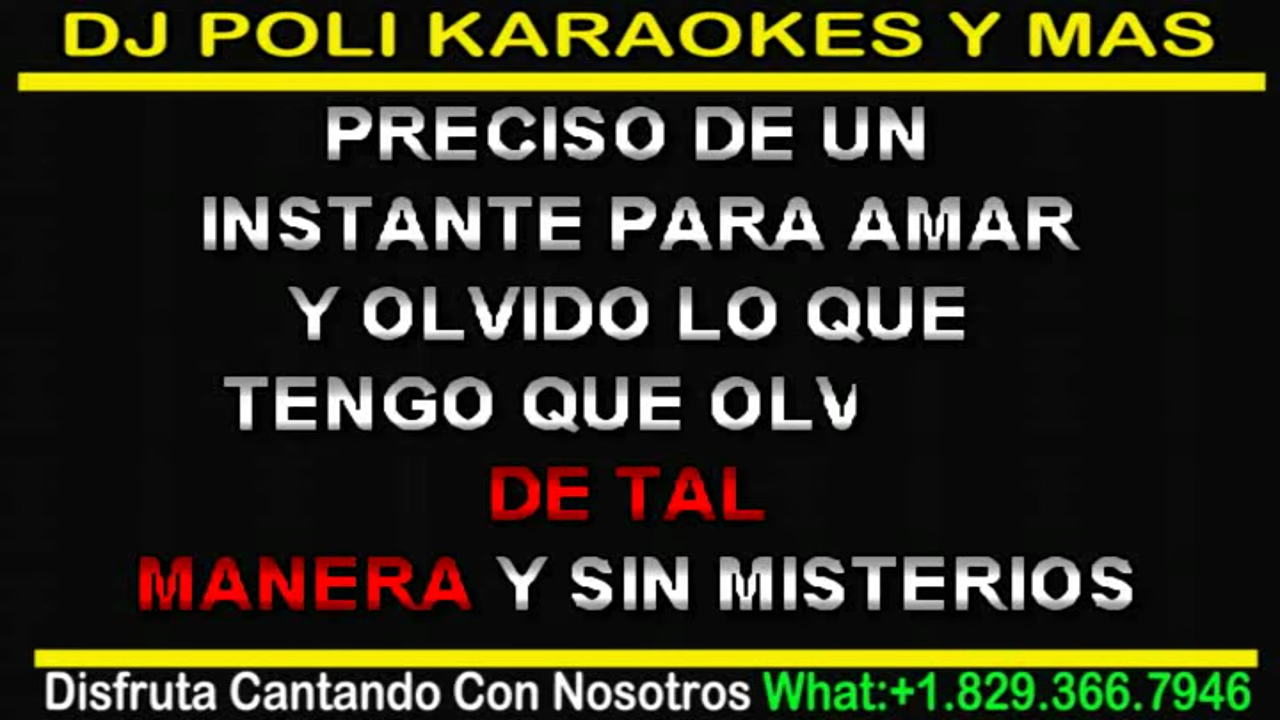 DJ POLI KARAOKES Y MAS
PRECISO DE UN
INSTANTE PARA AMAR
Y OLVIDO LO QUE
TENGO QUE OLV
DE TAL
MANERA Y SIN MISTERIOS
Disfruta Cantando Con Nosotros What:+1.829.366.7946